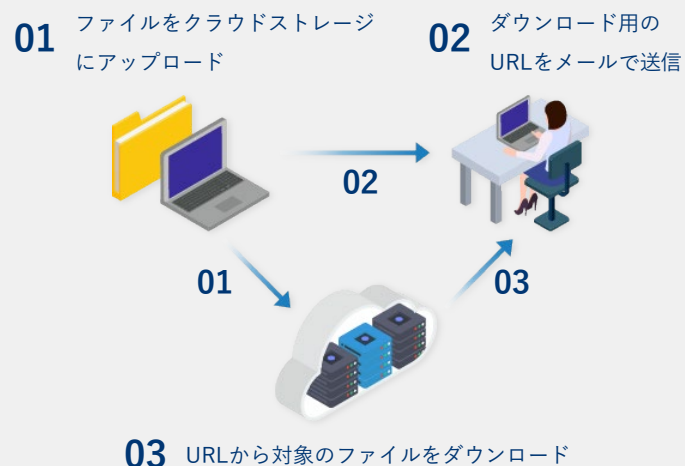 01 ファイルをクラウドストレージ
にアップロード
02 ダウンロード用の
URLをメールで送信
02
01
03
03 URLから対象のファイルをダウンロード